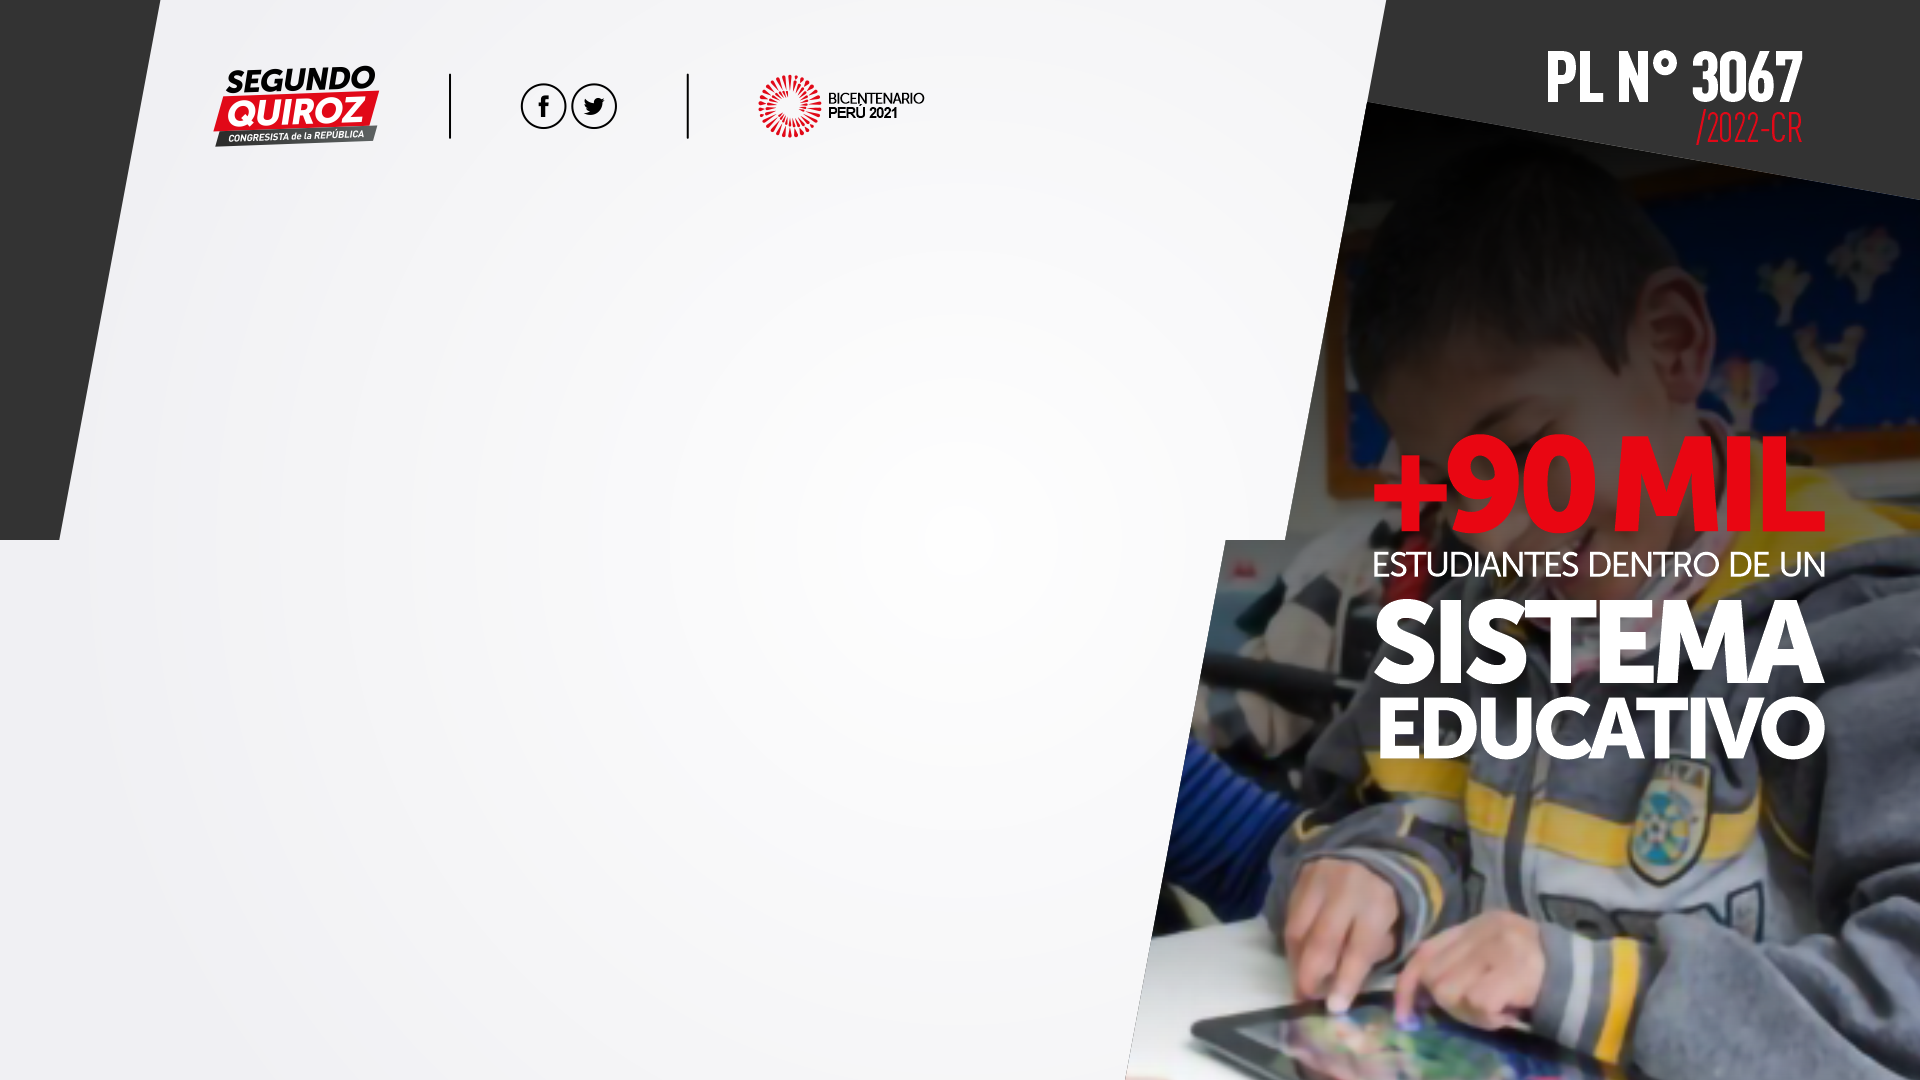 SEGUNDO
QUIROZ
CONGRESISTA de la REPÚBLICA
BICENTENARIO
PERÚ 2021
PL N° 3067
/2022-CR
+90 MIL
ESTUDIANTES DENTRO DE UN
SISTEMA
EDUCATIVO